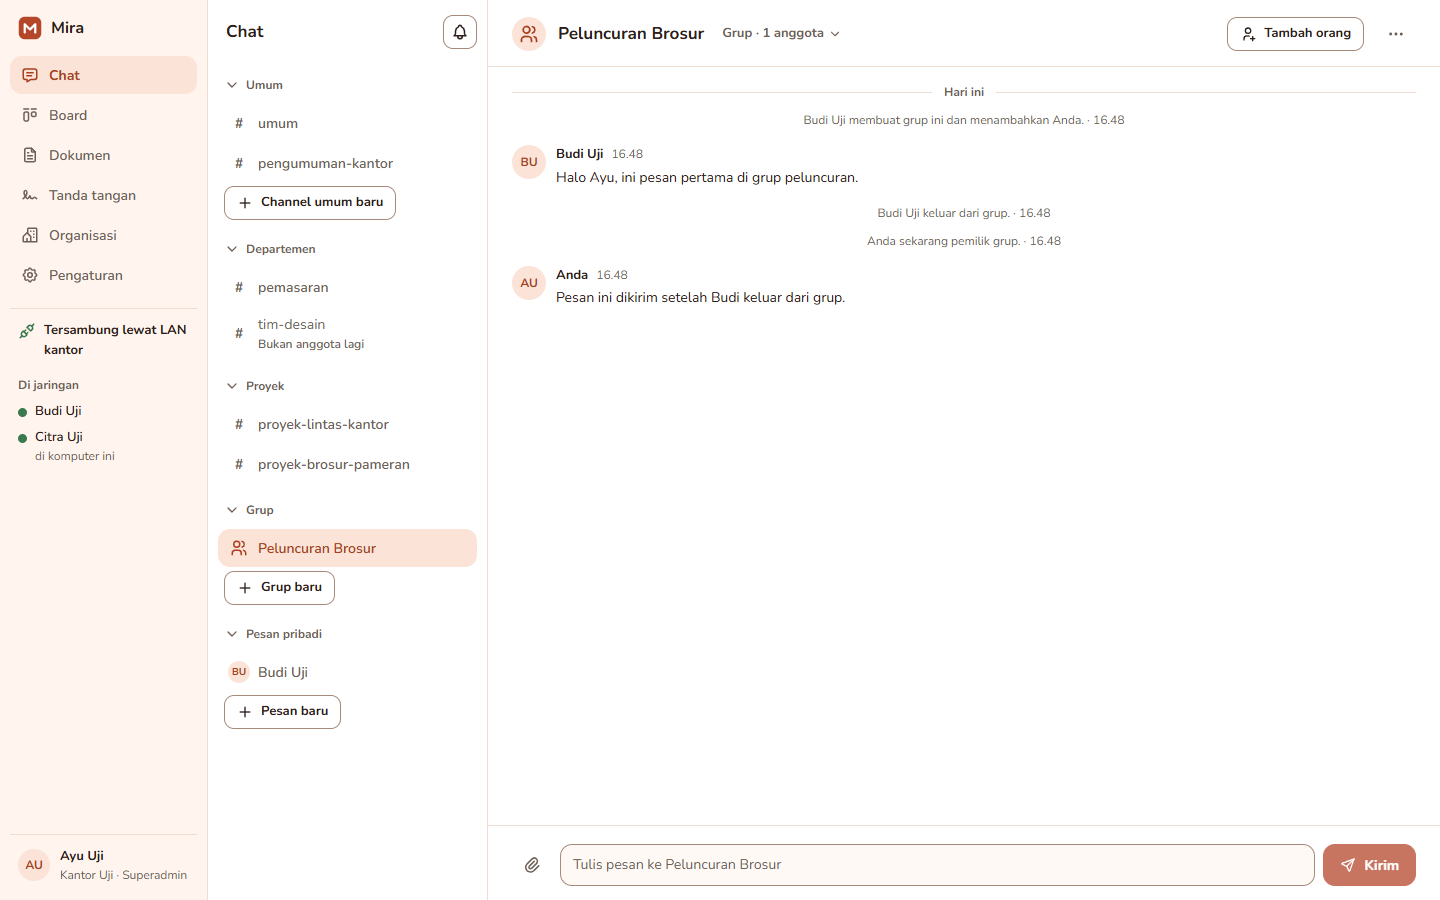 Mira
Chat
Board
Dokumen
Tanda tangan
Organisasi
Pengaturan
Tersambung lewat LAN
kantor
Di jaringan
Budi Uji
Citra Uji
di komputer ini
AU
Ayu Uji
Kantor Uji · Superadmin
Chat
Umum
# umum
# pengumuman-kantor
+ Channel umum baru
Departemen
# pemasaran
# tim-desain
Bukan anggota lagi
Proyek
# proyek-lintas-kantor
# proyek-brosur-pameran
Grup
Peluncuran Brosur
+ Grup baru
Pesan pribadi
BU Budi Uji
+ Pesan baru
Peluncuran Brosur Grup · 1 anggota
Tambah orang
Hari ini
Budi Uji membuat grup ini dan menambahkan Anda. · 16.48
BU Budi Uji 16.48
Halo Ayu, ini pesan pertama di grup peluncuran.
Budi Uji keluar dari grup. · 16.48
Anda sekarang pemilik grup. · 16.48
AU Anda 16.48
Pesan ini dikirim setelah Budi keluar dari grup.
Tulis pesan ke Peluncuran Brosur
Kirim